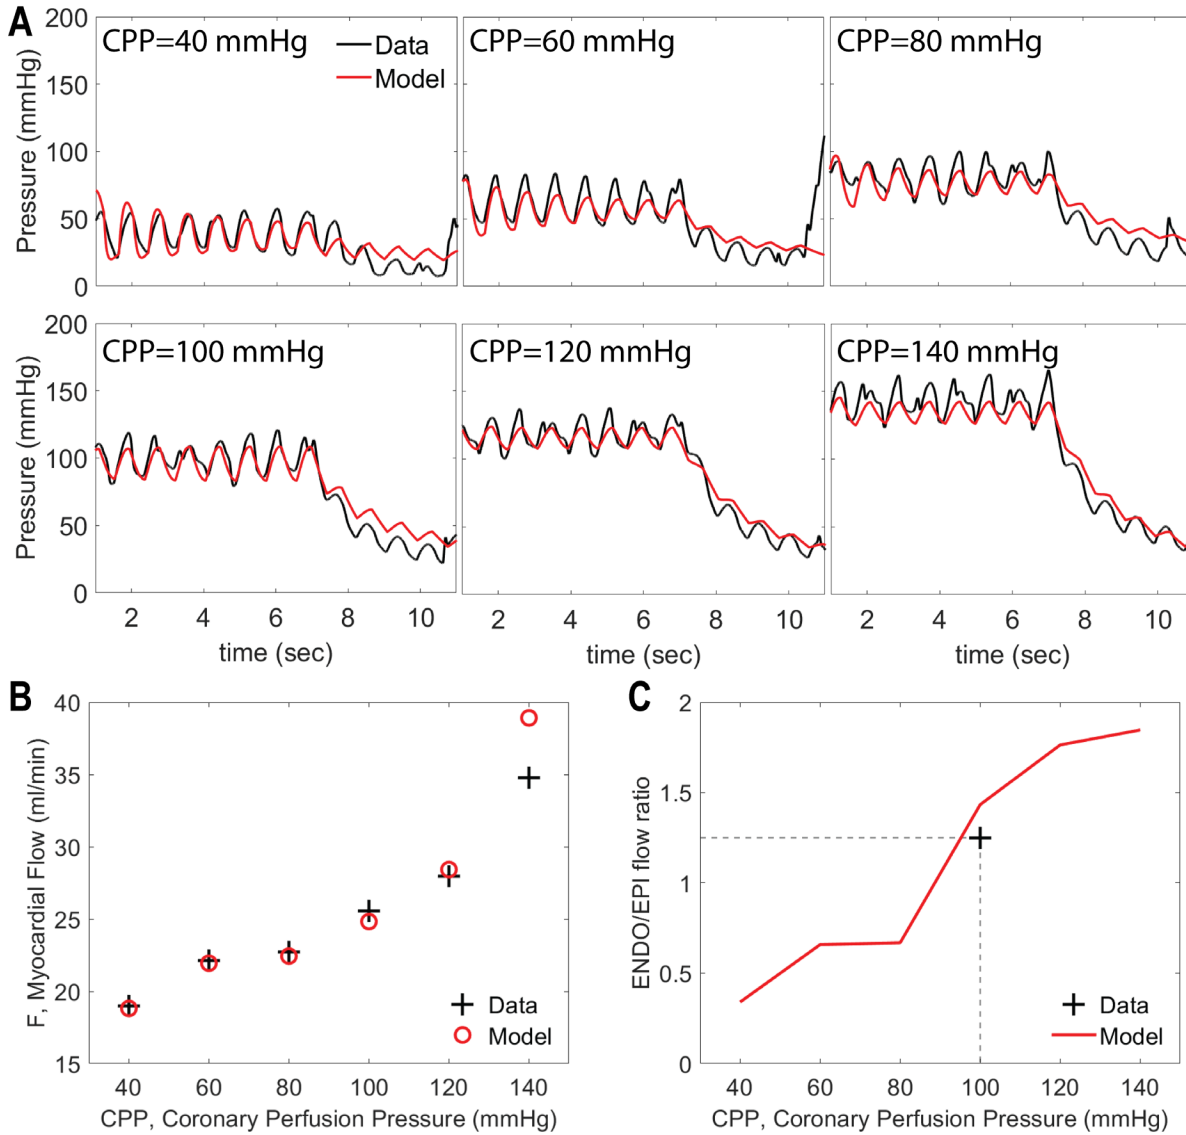 A
CPP=40 mmHg
CPP=60 mmHg
CPP=80 mmHg
Data
Model
200
150
100
50
0
Pressure (mmHg)
CPP=100 mmHg
CPP=120 mmHg
CPP=140 mmHg
200
150
100
50
0
Pressure (mmHg)
2 4 6 8 10
2 4 6 8 10
2 4 6 8 10
time (sec)
time (sec)
time (sec)
B
40
35
30
25
20
15
F, Myocardial Flow (ml/min)
Data
Model
40 60 80 100 120 140
CPP, Coronary Perfusion Pressure (mmHg)
C
2
1.5
1
0.5
0
ENDO/EPI flow ratio
Data
Model
40 60 80 100 120 140
CPP, Coronary Perfusion Pressure (mmHg)